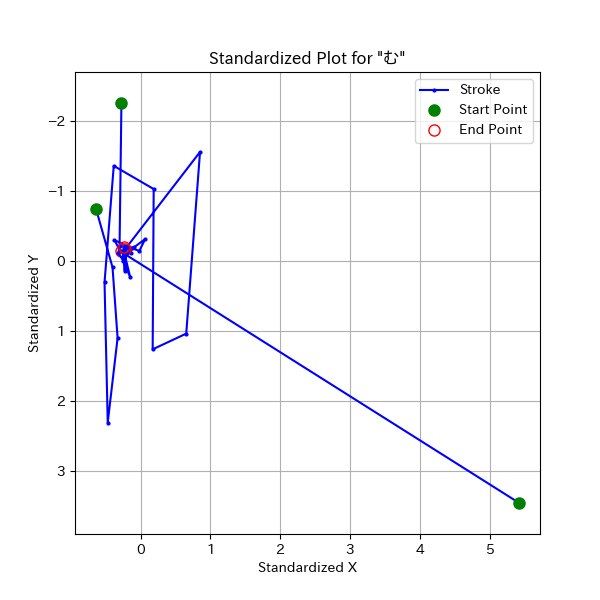 Standardized Plot for "む"
Stroke
Start Point
End Point
Standardized Y
−2
−1
0
1
2
3
0 1 2 3 4 5
Standardized X